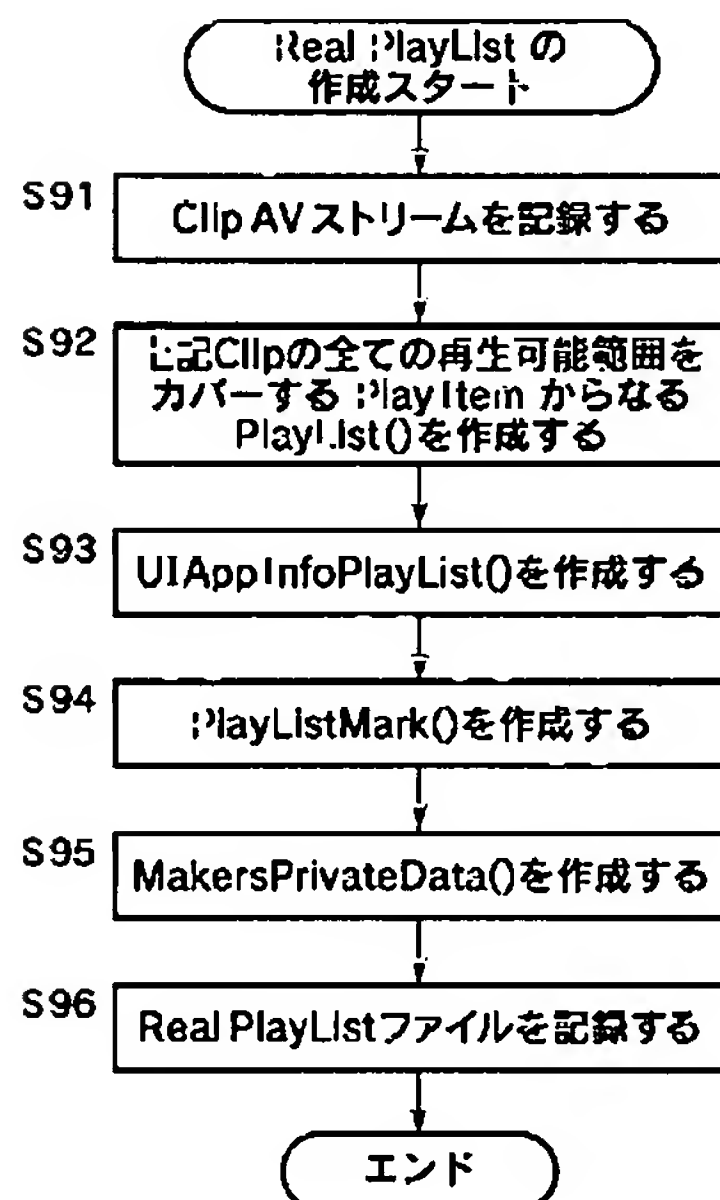 Real PlayList の
作成スタート
S91
Clip AVストリームを記録する
S92
上記Clipの全ての再生可能範囲を
カバーする PlayItem からなる
PlayList()を作成する
S93
UIAppInfoPlayList()を作成する
S94
PlayListMark()を作成する
S95
MakersPrivateData()を作成する
S96
Real PlayListファイルを記録する
エンド